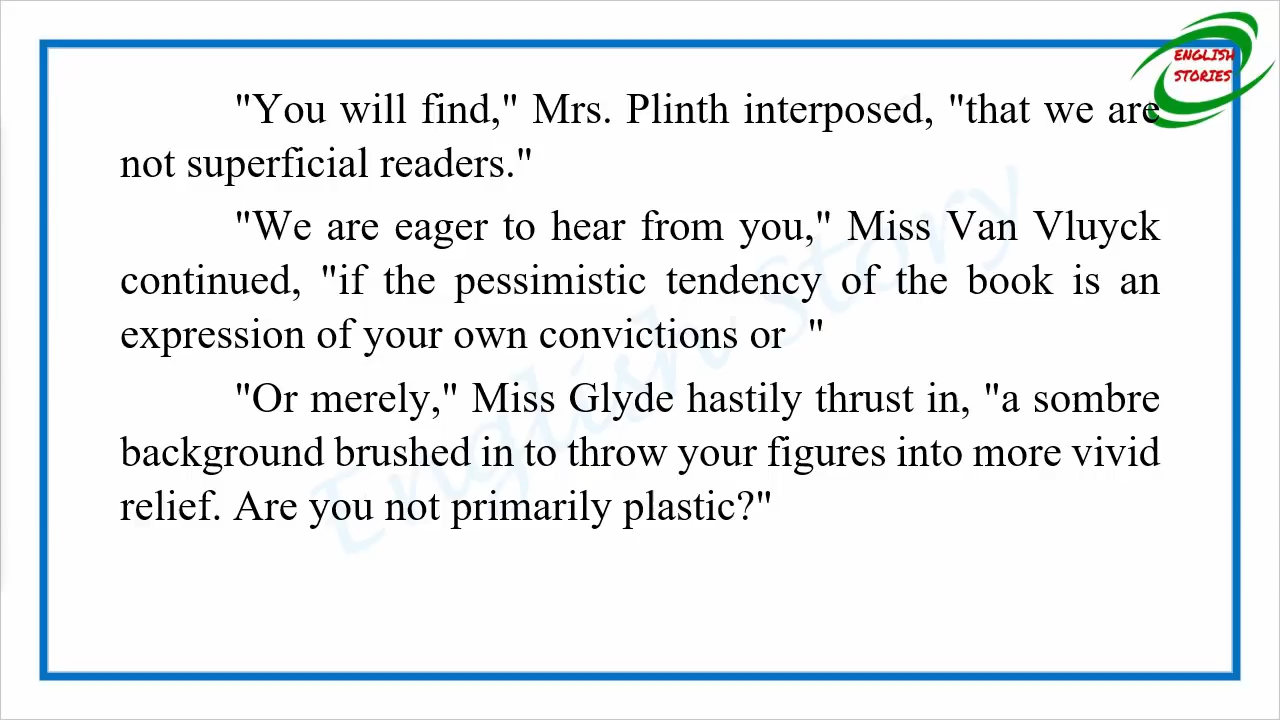 ENGLISH
STORIES
"You will find," Mrs. Plinth interposed, "that we are
not superficial readers."
"We are eager to hear from you," Miss Van Vluyck
continued, "if the pessimistic tendency of the book is an
expression of your own convictions or  "
"Or merely," Miss Glyde hastily thrust in, "a sombre
background brushed in to throw your figures into more vivid
relief. Are you not primarily plastic?"
English Story